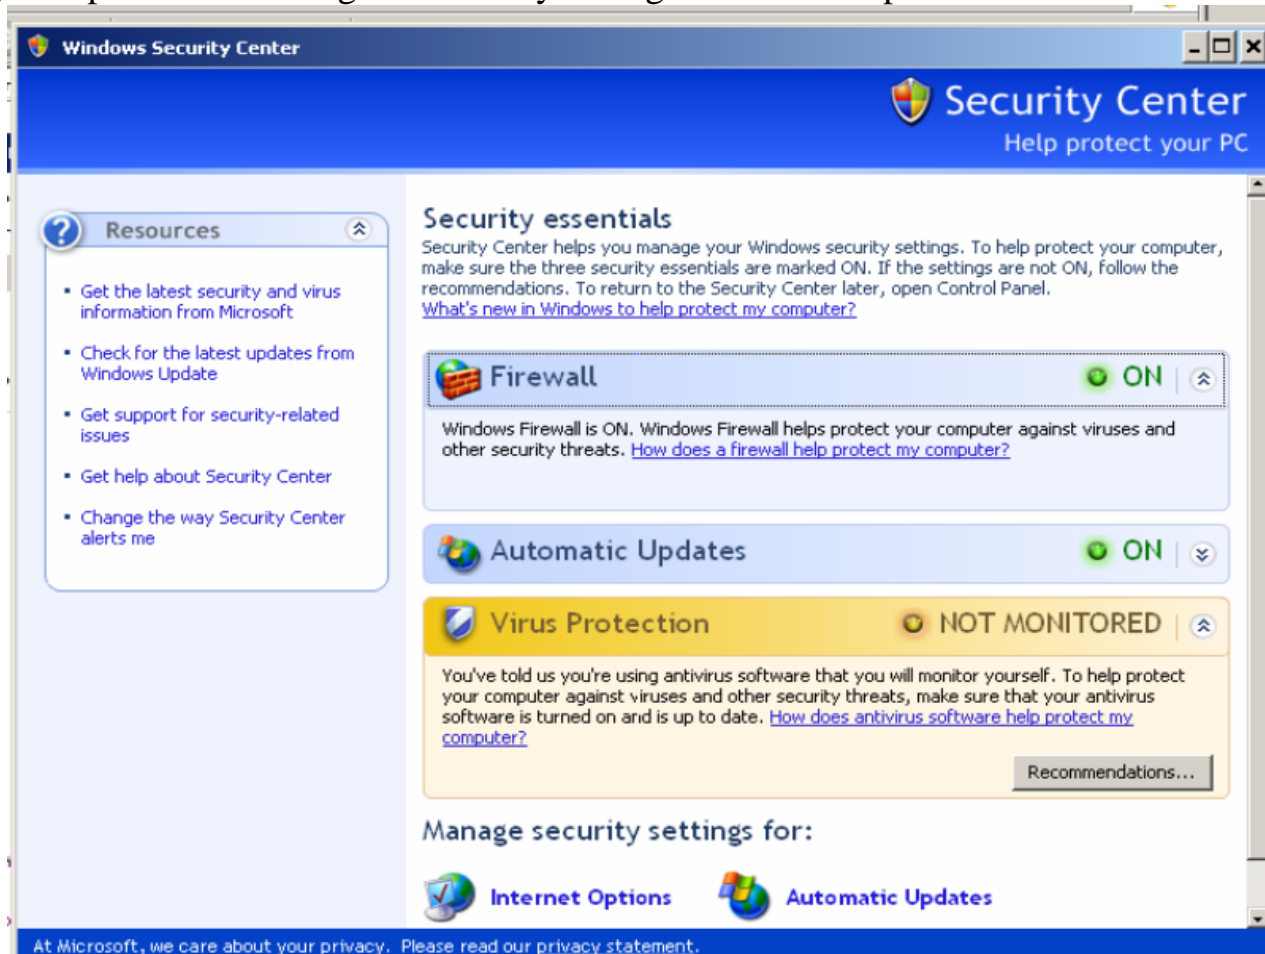 Windows Security Center
Security Center
Help protect your PC
Resources
Get the latest security and virus
information from Microsoft
Check for the latest updates from
Windows Update
Get support for security-related
issues
Get help about Security Center
Change the way Security Center
alerts me
Security essentials
Security Center helps you manage your Windows security settings. To help protect your computer,
make sure the three security essentials are marked ON. If the settings are not ON, follow the
recommendations. To return to the Security Center later, open Control Panel.
What's new in Windows to help protect my computer?
Firewall ON
Windows Firewall is ON. Windows Firewall helps protect your computer against viruses and
other security threats. How does a firewall help protect my computer?
Automatic Updates ON
Virus Protection NOT MONITORED
You've told us you're using antivirus software that you will monitor yourself. To help protect
your computer against viruses and other security threats, make sure that your antivirus
software is turned on and is up to date. How does antivirus software help protect my
computer?
Recommendations...
Manage security settings for:
Internet Options Automatic Updates
At Microsoft, we care about your privacy. Please read our privacy statement.